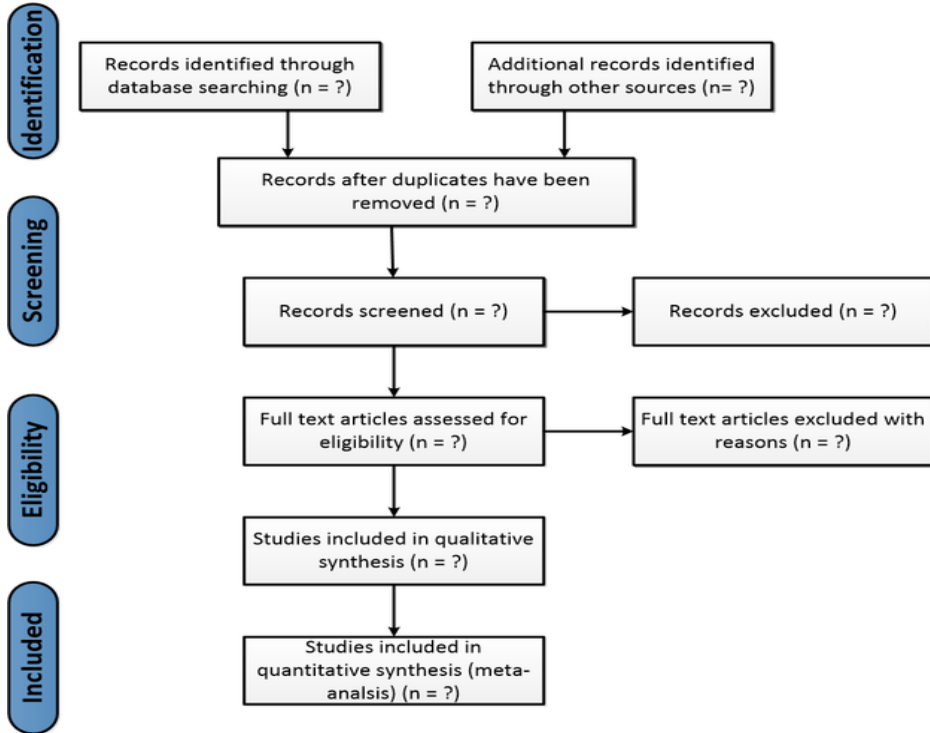 Identification
Records identified through
database searching (n = ?)
Additional records identified
through other sources (n= ?)
Records after duplicates have been
removed (n = ?)
Screening
Records screened (n = ?)
Records excluded (n = ?)
Eligibility
Full text articles assessed for
eligibility (n = ?)
Full text articles excluded with
reasons (n = ?)
Studies included in qualitative
synthesis (n = ?)
Included
Studies included in
quantitative synthesis (meta-
analsis) (n = ?)